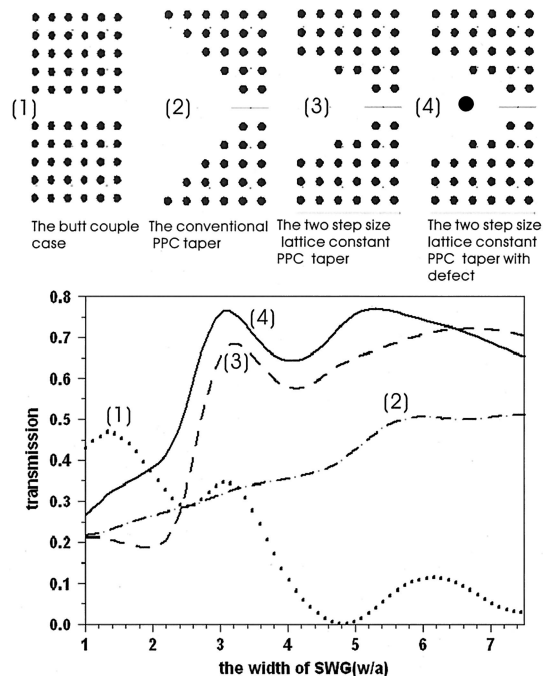 (1)
(2)
(3)
(4)
The butt couple
case
The conventional
PPC taper
The two step size
lattice constant
PPC taper
The two step size
lattice constant
PPC taper with
defect
0.8
0.7
0.6
0.5
0.4
0.3
0.2
0.1
0.0
transmission
(1)
(2)
(3)
(4)
1
2
3
4
5
6
7
the width of SWG(w/a)